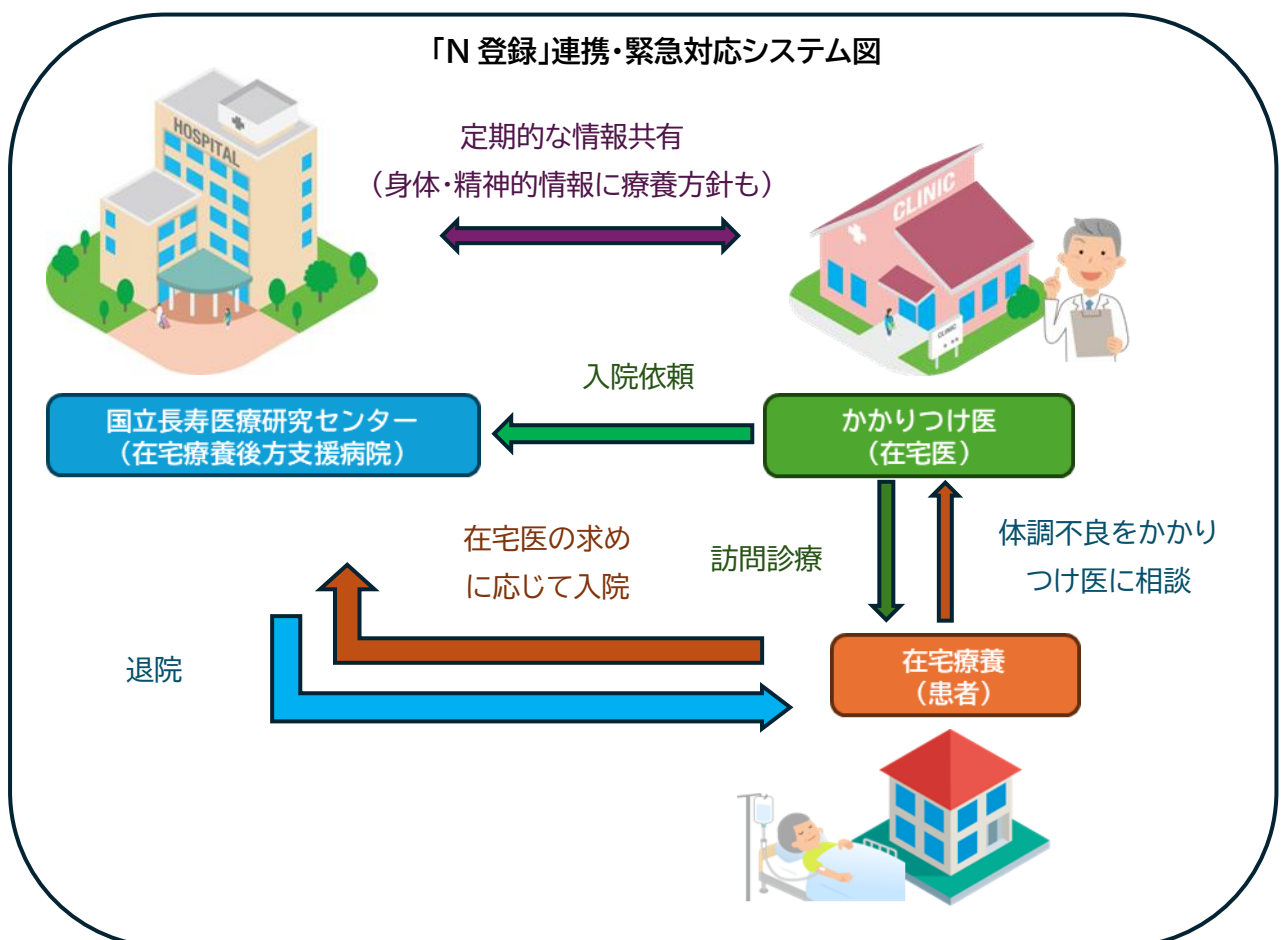 「N 登録」連携・緊急対応システム図
定期的な情報共有
（身体・精神的情報に療養方針も）
HOSPITAL
CLINIC
CLINIC
入院依頼
国立長寿医療研究センター
（在宅療養後方支援病院）
かかりつけ医
（在宅医）
在宅医の求め
に応じて入院
訪問診療
体調不良をかかり
つけ医に相談
退院
在宅療養
（患者）